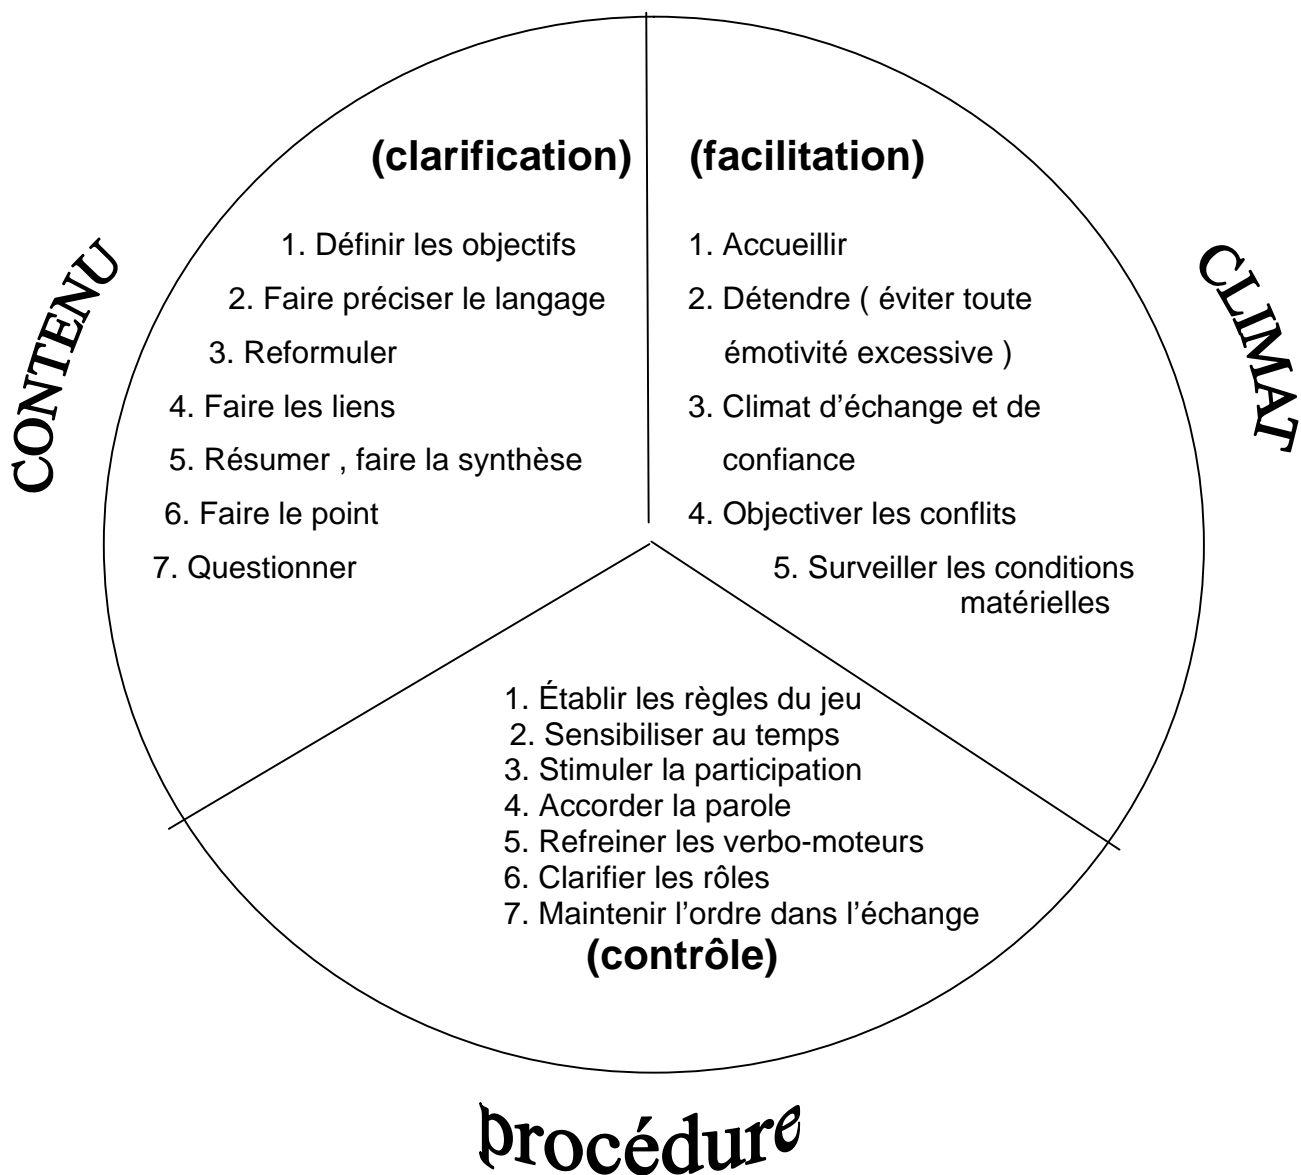 (clarification)
1. Définir les objectifs
2. Faire préciser le langage
3. Reformuler
4. Faire les liens
5. Résumer , faire la synthèse
6. Faire le point
7. Questionner
CONTENU
(facilitation)
1. Accueillir
2. Détendre ( éviter toute
émotivité excessive )
3. Climat d’échange et de
confiance
4. Objectiver les conflits
5. Surveiller les conditions
matérielles
CLIMAT
1. Établir les règles du jeu
2. Sensibiliser au temps
3. Stimuler la participation
4. Accorder la parole
5. Refreiner les verbo-moteurs
6. Clarifier les rôles
7. Maintenir l’ordre dans l’échange
(contrôle)
procédure